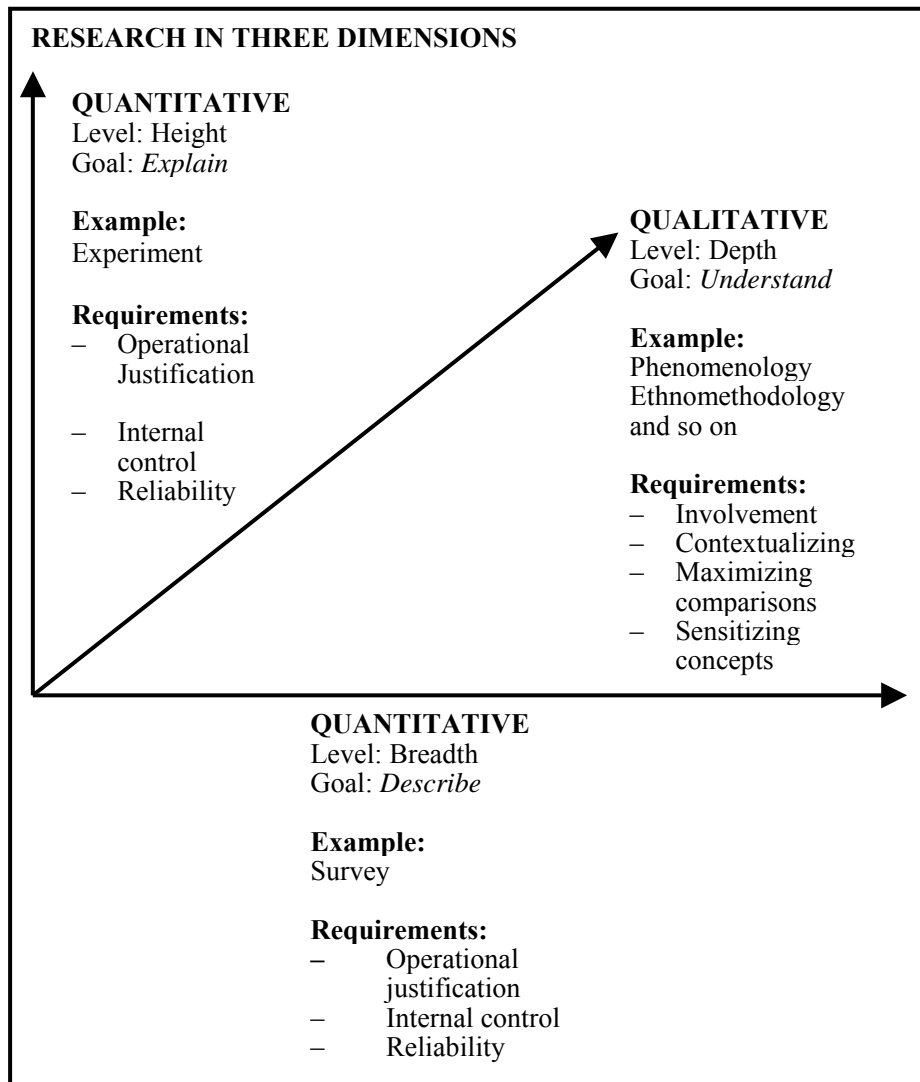 RESEARCH IN THREE DIMENSIONS
QUANTITATIVE
Level: Height
Goal: Explain
Example:
Experiment
Requirements:
– Operational
Justification
– Internal
control
– Reliability
QUALITATIVE
Level: Depth
Goal: Understand
Example:
Phenomenology
Ethnomethodology
and so on
Requirements:
– Involvement
– Contextualizing
– Maximizing
comparisons
– Sensitizing
concepts
QUANTITATIVE
Level: Breadth
Goal: Describe
Example:
Survey
Requirements:
– Operational
justification
– Internal control
– Reliability